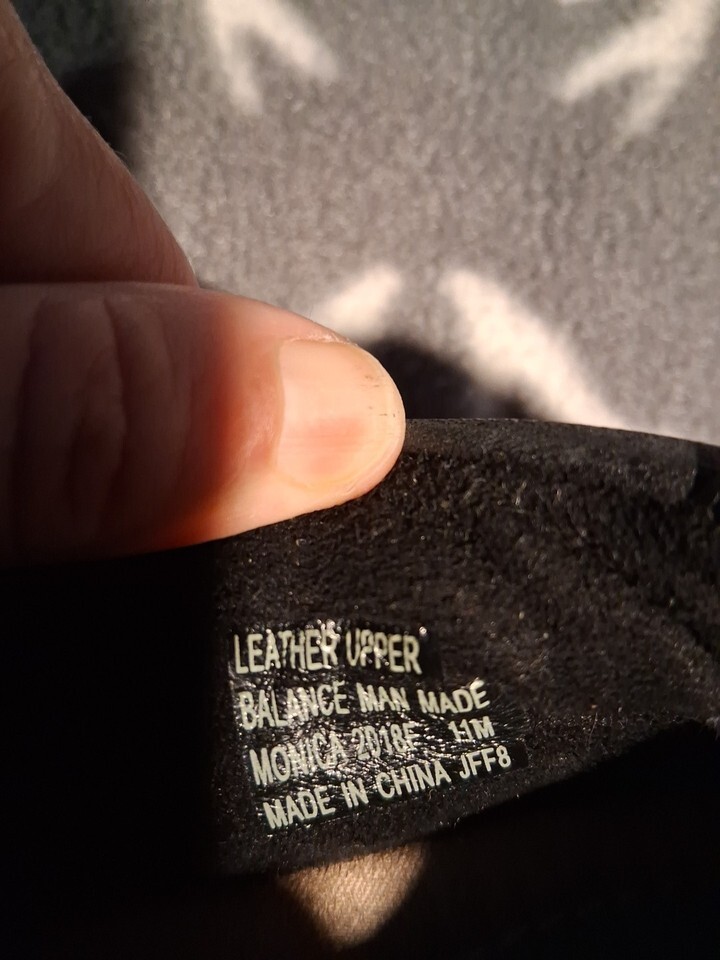 LEATHER UPPER
BALANCE MAN MADE
MONICA 2018F 11M
MADE IN CHINA JFF8